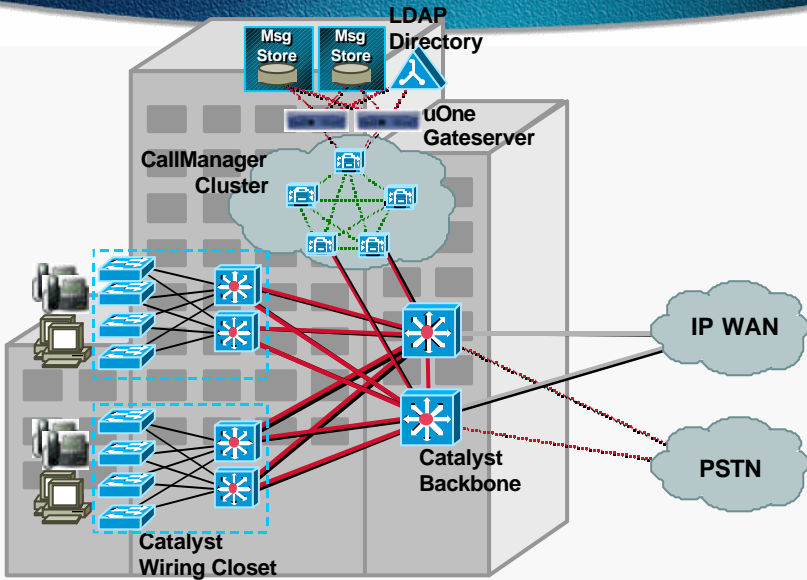 LDAP
Directory
Msg
Store
Msg
Store
uOne
Gateserver
CallManager
Cluster
IP WAN
PSTN
Catalyst
Backbone
Catalyst
Wiring Closet